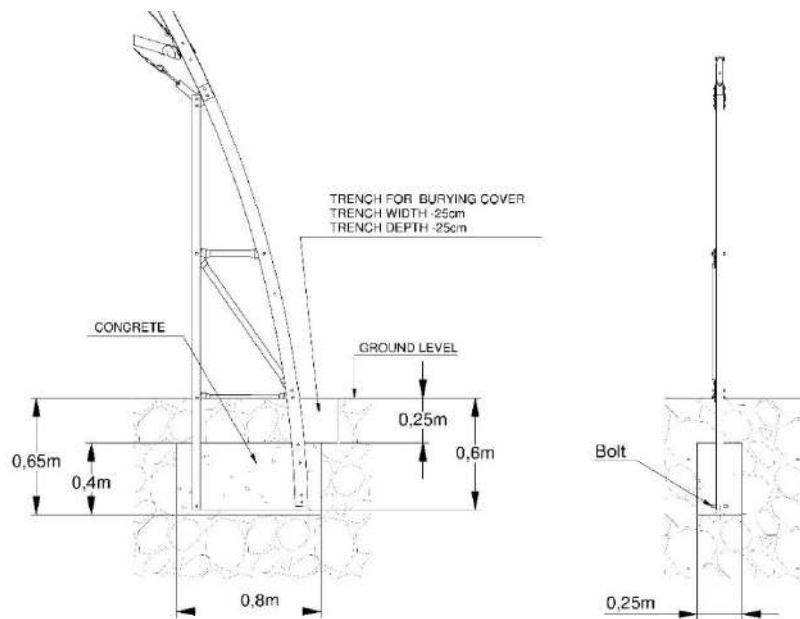 TRENCH FOR BURYING COVER
TRENCH WIDTH -25cm
TRENCH DEPTH -25cm
CONCRETE
GROUND LEVEL
0,25m
0,65m
0,4m
0,6m
Bolt
0,8m
0,25m